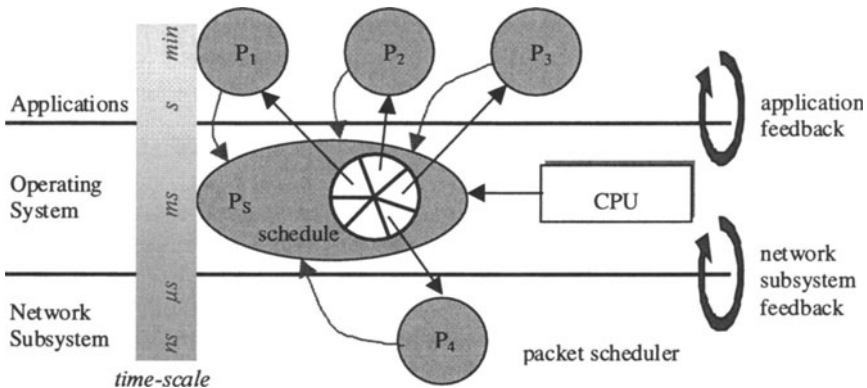 min
P1
P2
P3
Applications
s
application
feedback
Operating
System
ms
PS
schedule
CPU
network
subsystem
feedback
µs
Network
Subsystem
ns
P4
packet scheduler
time-scale